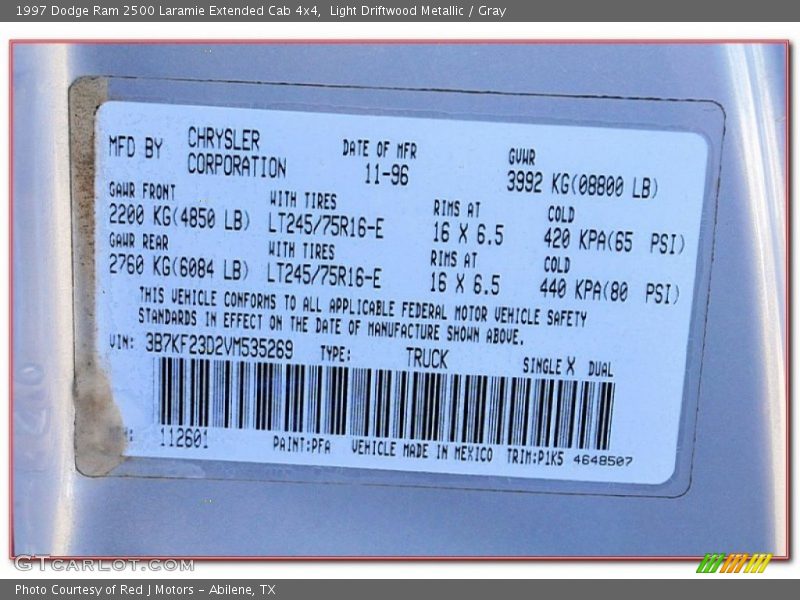 1997 Dodge Ram 2500 Laramie Extended Cab 4x4, Light Driftwood Metallic / Gray
MFD BY CHRYSLER CORPORATION DATE OF MFR 11-96 GVWR 3992 KG(08800 LB)
GAWR FRONT WITH TIRES RIMS AT COLD
2200 KG(4850 LB) LT245/75R16-E 16 X 6.5 420 KPA(65 PSI)
GAWR REAR WITH TIRES RIMS AT COLD
2760 KG(6084 LB) LT245/75R16-E 16 X 6.5 440 KPA(80 PSI)
THIS VEHICLE CONFORMS TO ALL APPLICABLE FEDERAL MOTOR VEHICLE SAFETY
STANDARDS IN EFFECT ON THE DATE OF MANUFACTURE SHOWN ABOVE.
VIN: 3B7KF23D2VM535269 TYPE: TRUCK SINGLE X DUAL
112601 PAINT:PFA VEHICLE MADE IN MEXICO TRIM:P1K5 4648507
GTCARLOT.COM
Photo Courtesy of Red J Motors - Abilene, TX